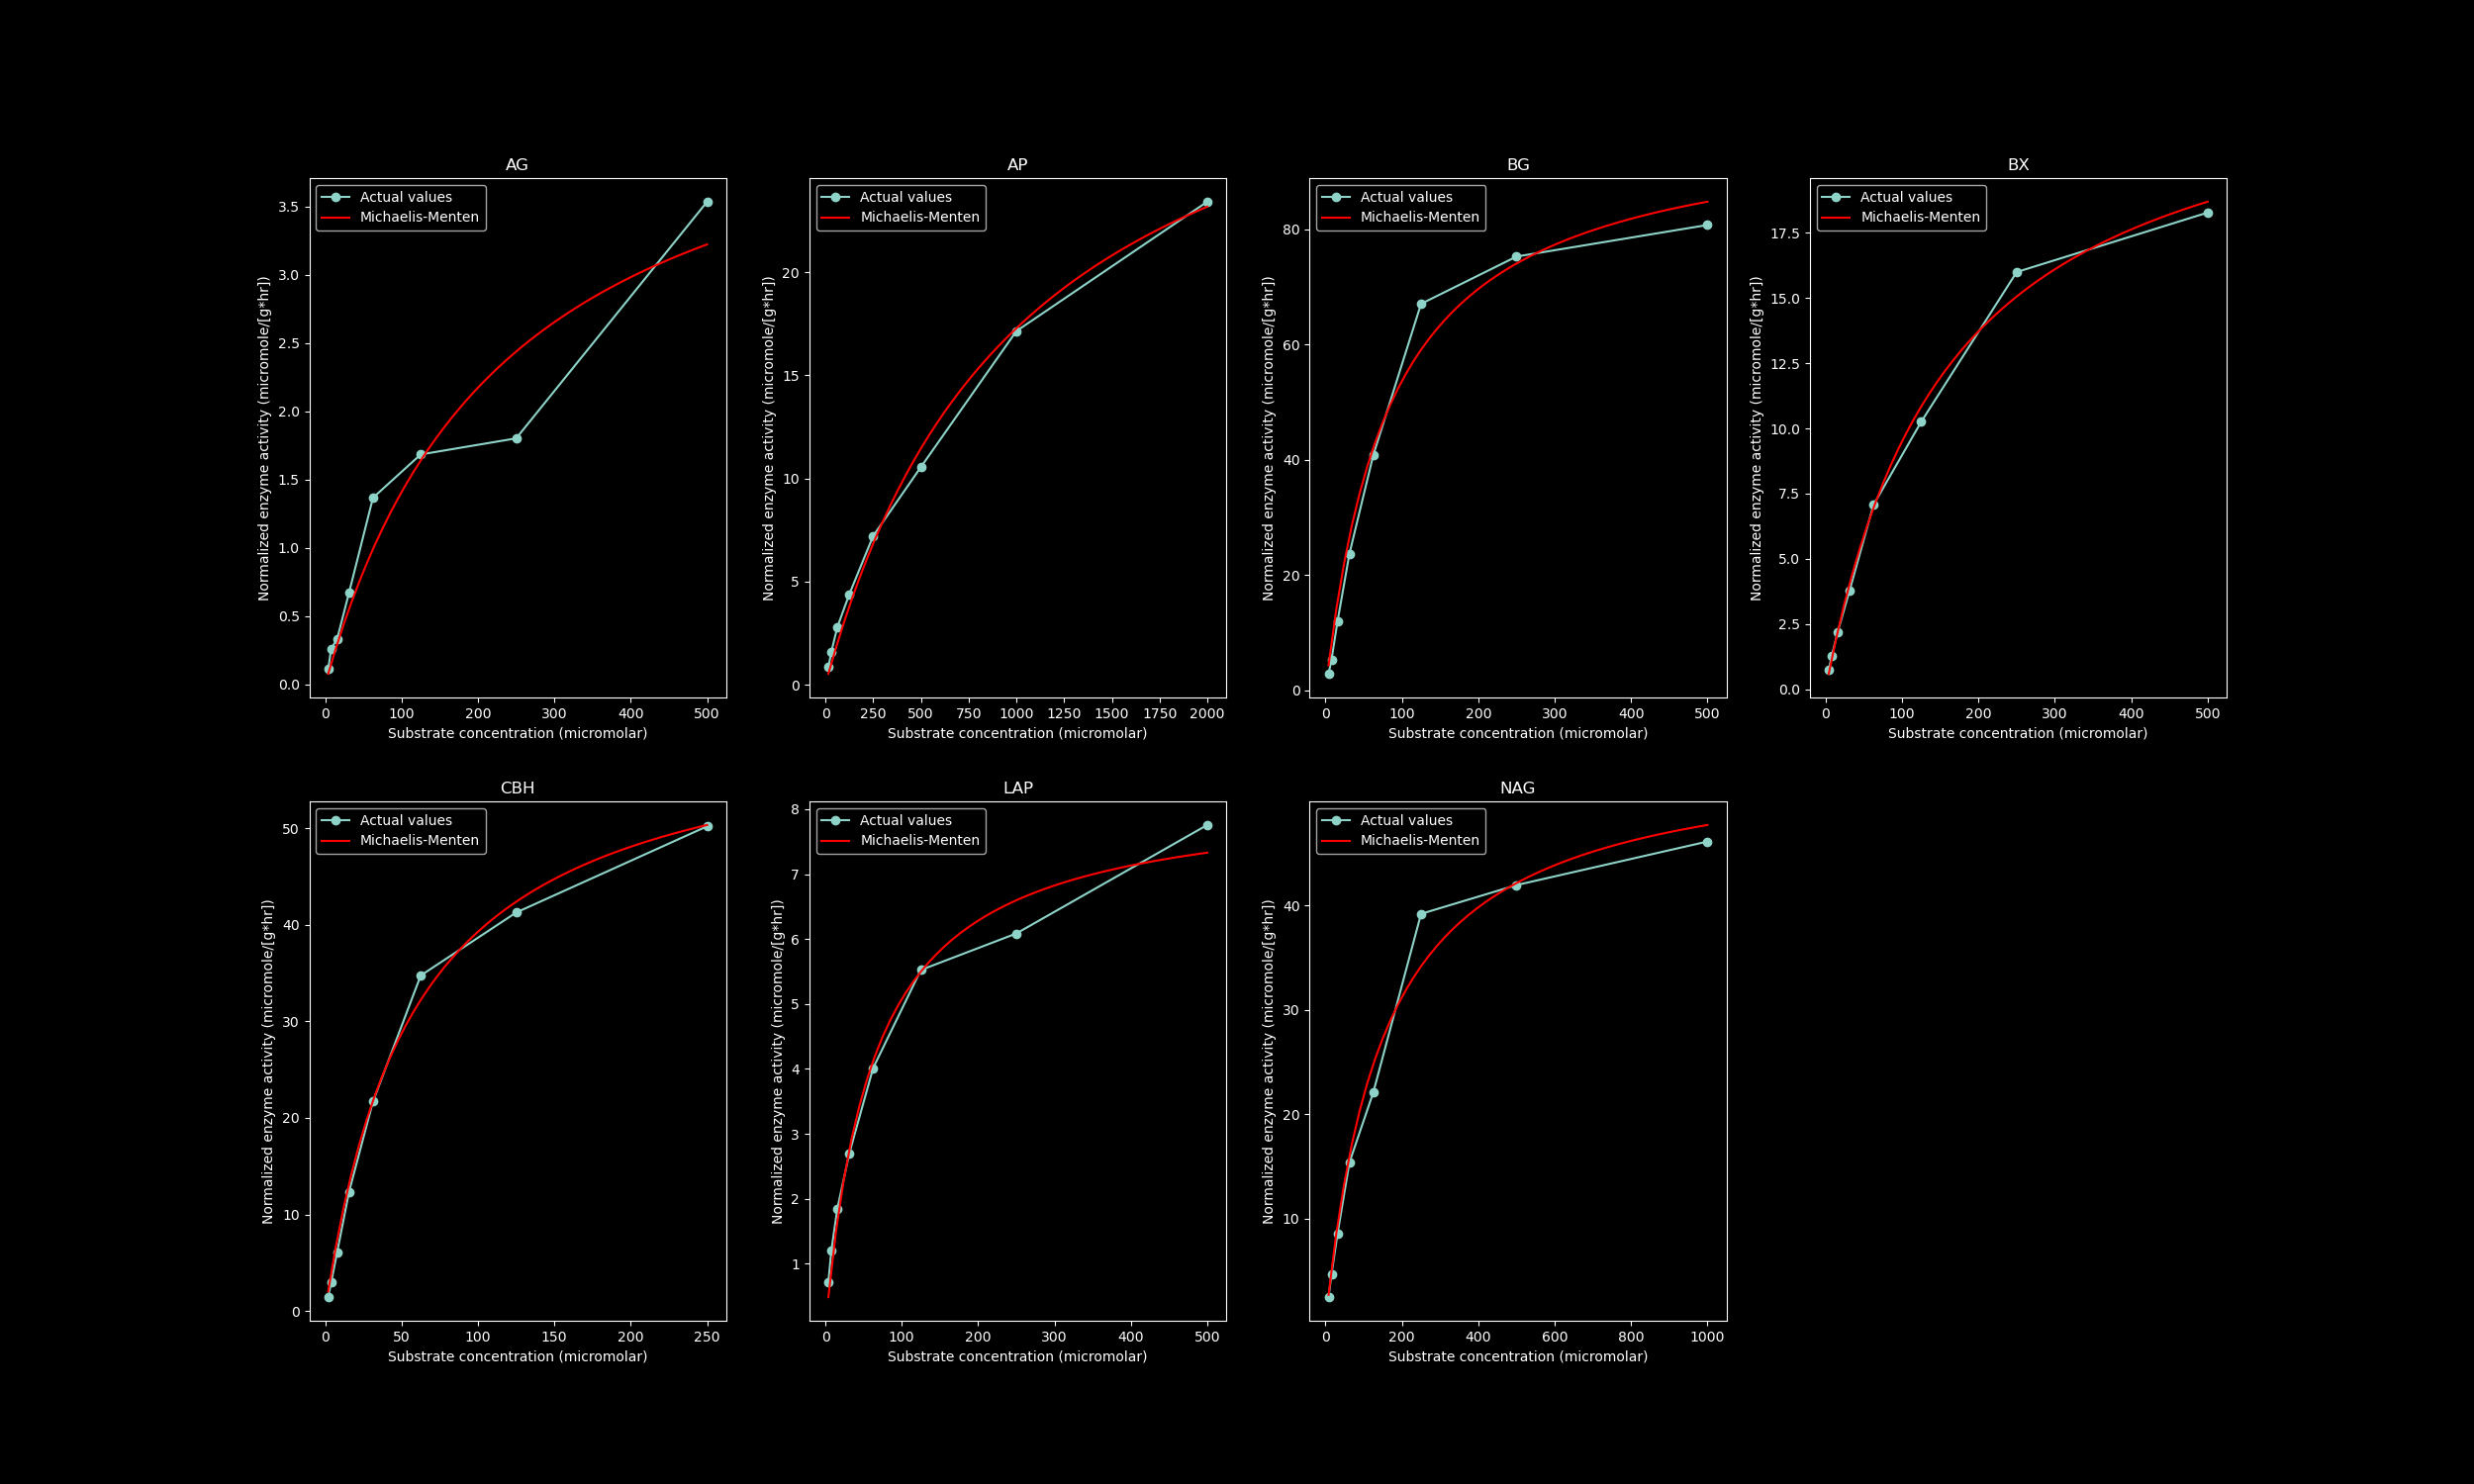 AG
Actual values
Michaelis-Menten
Normalized enzyme activity (micromole/[g*hr])
3.5
3.0
2.5
2.0
1.5
1.0
0.5
0.0
0 100 200 300 400 500
Substrate concentration (micromolar)
AP
Actual values
Michaelis-Menten
Normalized enzyme activity (micromole/[g*hr])
20
15
10
5
0
0 250 500 750 1000 1250 1500 1750 2000
Substrate concentration (micromolar)
BG
Actual values
Michaelis-Menten
Normalized enzyme activity (micromole/[g*hr])
80
60
40
20
0
0 100 200 300 400 500
Substrate concentration (micromolar)
BX
Actual values
Michaelis-Menten
Normalized enzyme activity (micromole/[g*hr])
17.5
15.0
12.5
10.0
7.5
5.0
2.5
0.0
0 100 200 300 400 500
Substrate concentration (micromolar)
CBH
Actual values
Michaelis-Menten
Normalized enzyme activity (micromole/[g*hr])
50
40
30
20
10
0
0 50 100 150 200 250
Substrate concentration (micromolar)
LAP
Actual values
Michaelis-Menten
Normalized enzyme activity (micromole/[g*hr])
8
7
6
5
4
3
2
1
0 100 200 300 400 500
Substrate concentration (micromolar)
NAG
Actual values
Michaelis-Menten
Normalized enzyme activity (micromole/[g*hr])
40
30
20
10
0 200 400 600 800 1000
Substrate concentration (micromolar)